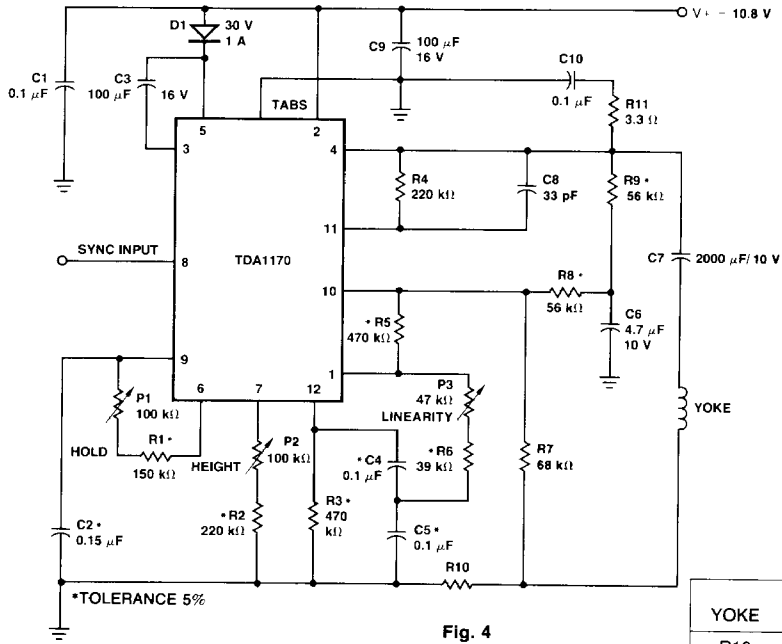 V+ – 10.8 V
D1 30 V
1 A
C9 100 µF
16 V
C1
0.1 µF
C3
100 µF
16 V
C10
0.1 µF
R11
3.3 Ω
TABS
5
2
3
4
R4
220 kΩ
C8
33 pF
R9*
56 kΩ
11
SYNC INPUT
8
TDA1170
C7
2000 µF/10 V
10
R8*
56 kΩ
*R5
470 kΩ
C6
4.7 µF
10 V
9
1
6
7
12
P3
47 kΩ
LINEARITY
YOKE
P1
100 kΩ
HOLD
R1*
150 kΩ
P2
100 kΩ
HEIGHT
*C4
0.1 µF
*R6
39 kΩ
R7
68 kΩ
*R2
220 kΩ
R3*
470
kΩ
C5*
0.1 µF
C2*
0.15 µF
R10
*TOLERANCE 5%
Fig. 4
YOKE
R10